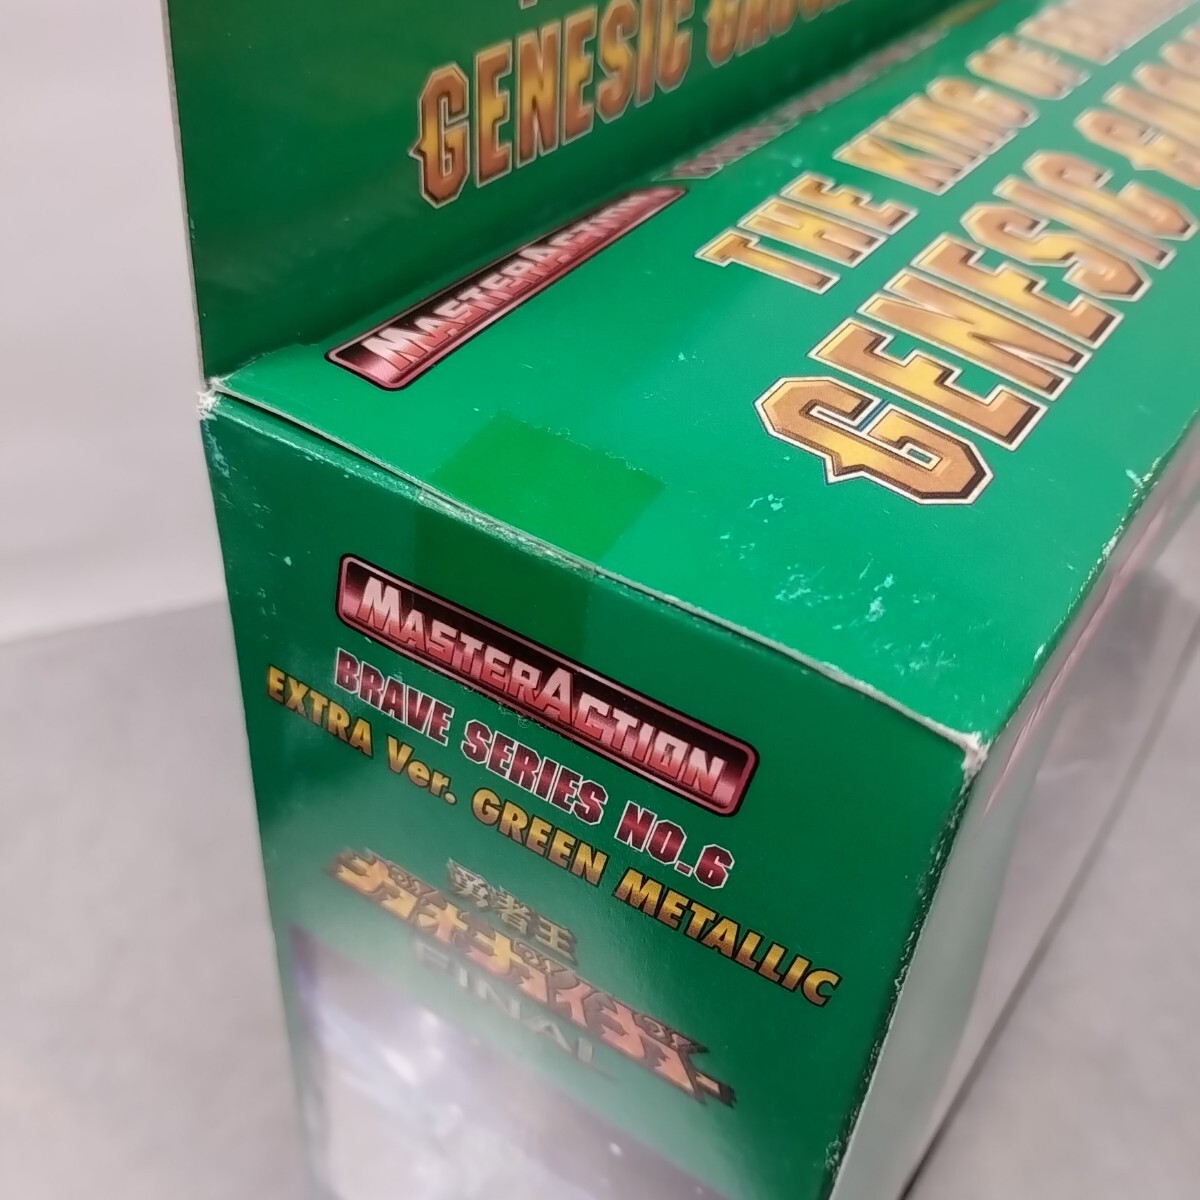 GENESIC
MASTERACTION
THE KING OF
GENESIC
MASTERACTION
BRAVE SERIES NO.6
EXTRA Ver. GREEN METALLIC
勇者王
ガオガイガー
FINAL